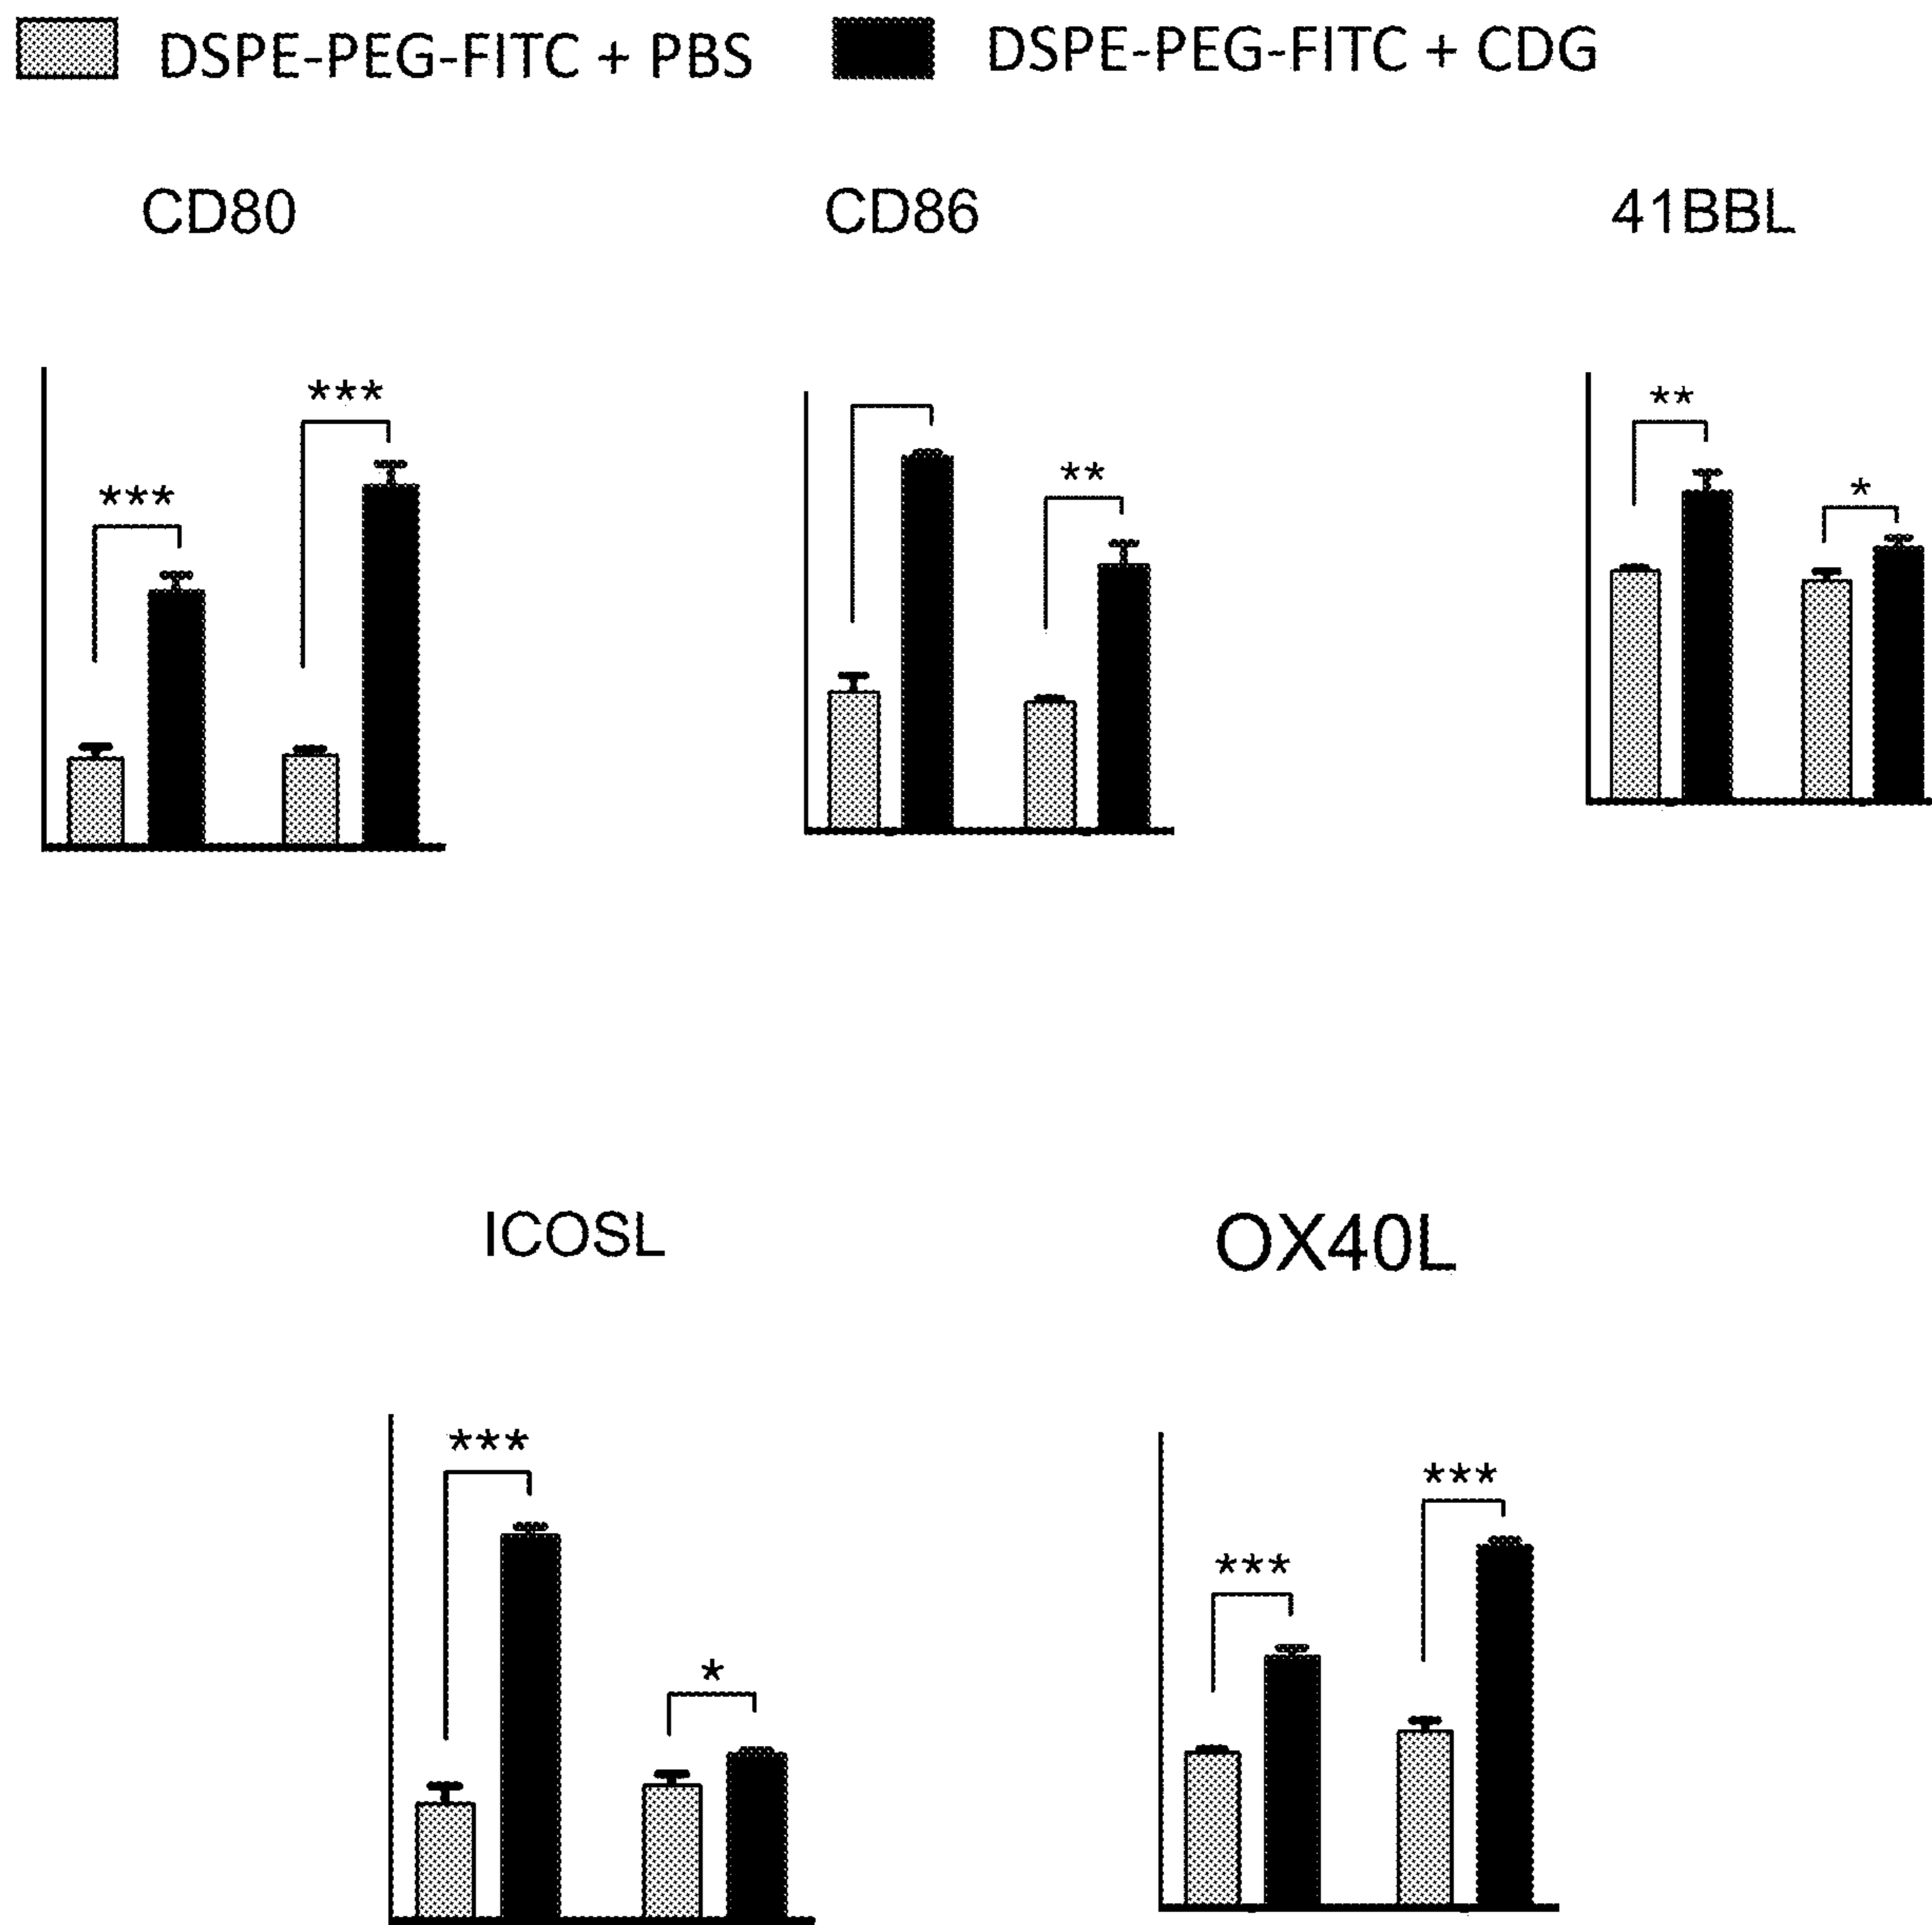 DSPE-PEG-FITC + PBS DSPE-PEG-FITC + CDG
CD80 CD86 41BBL
*** *** ** ** *
ICOSL OX40L
*** * *** ***